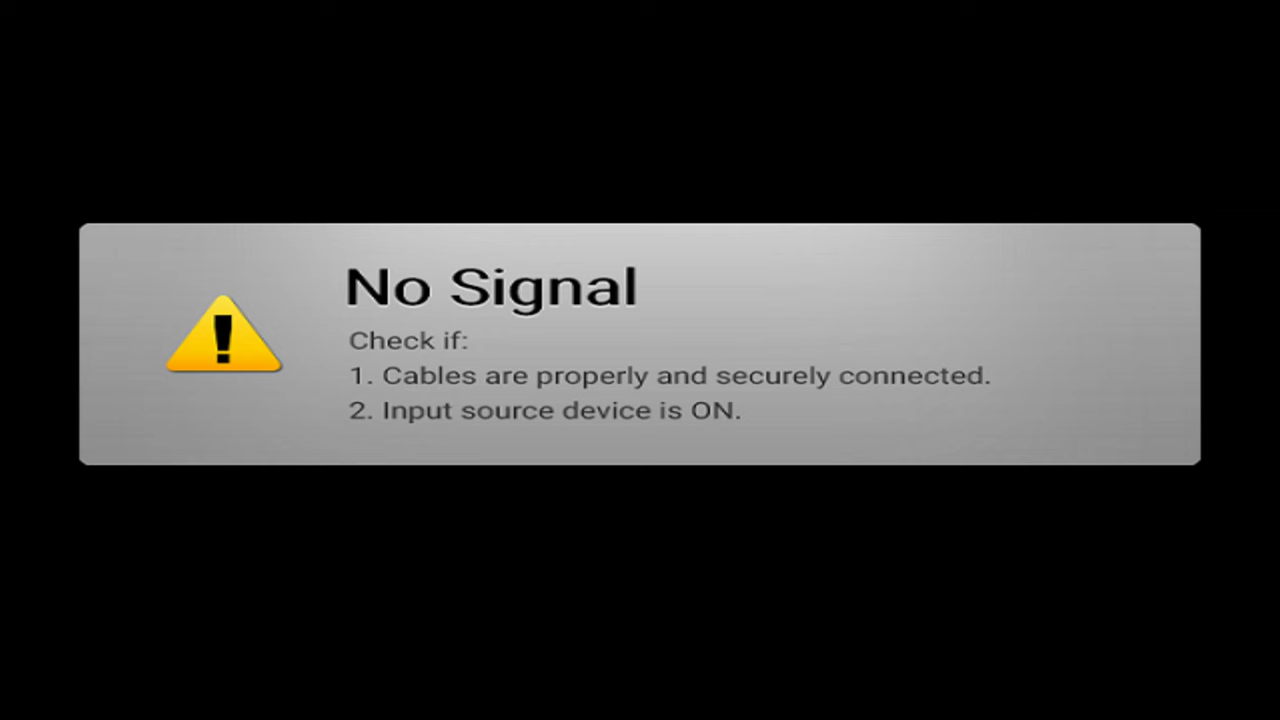 No Signal
Check if:
1. Cables are properly and securely connected.
2. Input source device is ON.